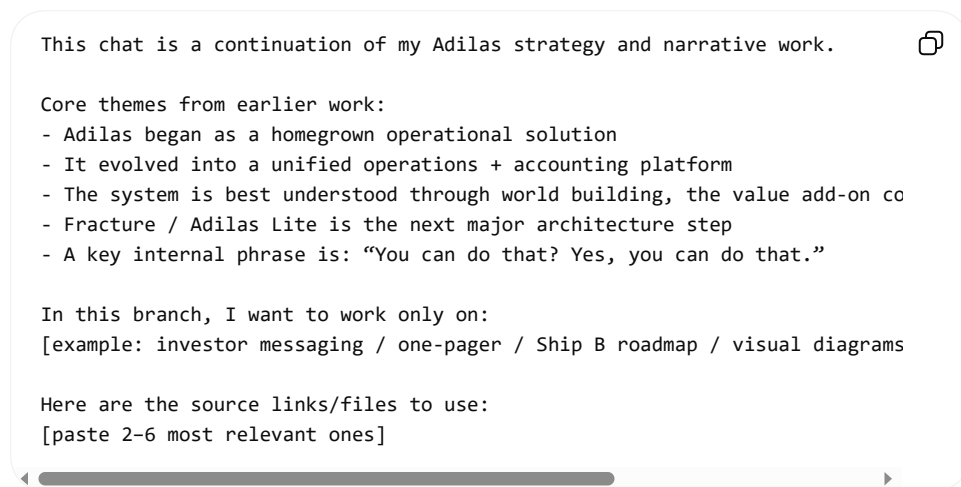 This chat is a continuation of my Adilas strategy and narrative work.
Core themes from earlier work:
- Adilas began as a homegrown operational solution
- It evolved into a unified operations + accounting platform
- The system is best understood through world building, the value add-on co
- Fracture / Adilas Lite is the next major architecture step
- A key internal phrase is: “You can do that? Yes, you can do that.”
In this branch, I want to work only on:
[example: investor messaging / one-pager / Ship B roadmap / visual diagrams
Here are the source links/files to use:
[paste 2–6 most relevant ones]